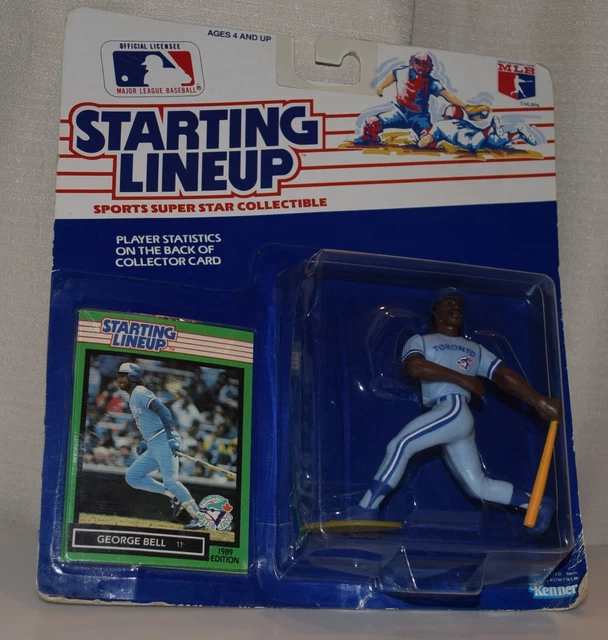 AGES 4 AND UP
OFFICIAL LICENSEE
MAJOR LEAGUE BASEBALL®
MLB
STARTING
LINEUP
SPORTS SUPER STAR COLLECTIBLE
PLAYER STATISTICS
ON THE BACK OF
COLLECTOR CARD
STARTING
LINEUP
GEORGE BELL 11
1989
EDITION
TORONTO
Kenner